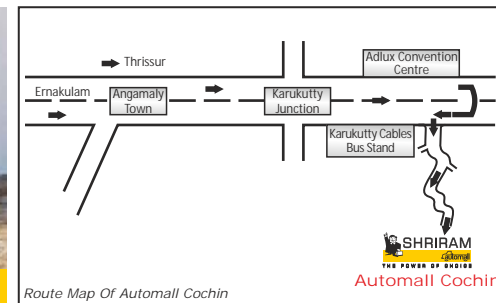 Thrissur
Adlux Convention
Centre
Ernakulam
Angamaly
Town
Karukutty
Junction
Karukutty Cables
Bus Stand
SHRIRAM
automall
THE POWER OF CHOICE
Automall Cochin
Route Map Of Automall Cochin